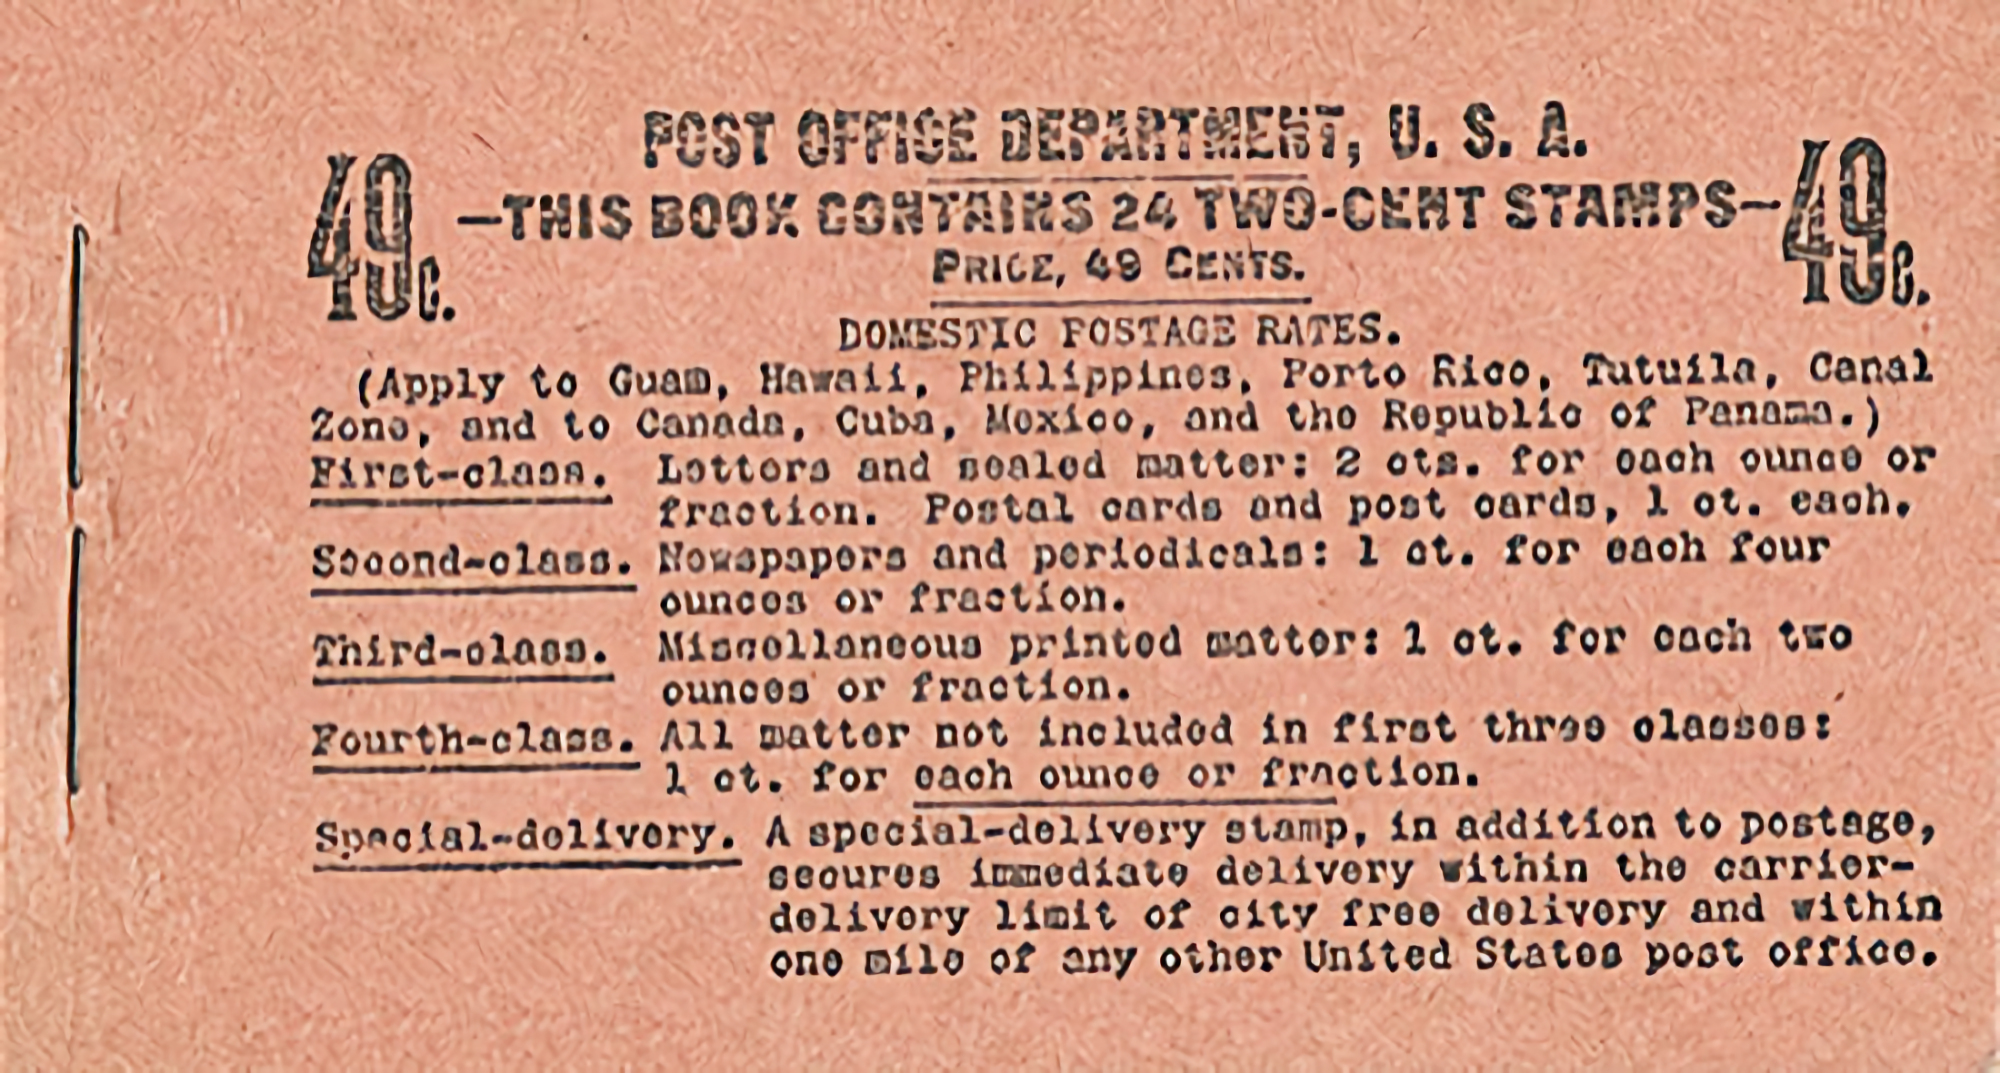 POST OFFICE DEPARTMENT, U. S. A.
49c. —THIS BOOK CONTAINS 24 TWO-CENT STAMPS— 49c.
PRICE, 49 CENTS.
DOMESTIC POSTAGE RATES.
(Apply to Guam, Hawaii, Philippines, Porto Rico, Tutuila, Canal
Zone, and to Canada, Cuba, Mexico, and the Republic of Panama.)
First-class. Letters and sealed matter: 2 cts. for each ounce or
fraction. Postal cards and post cards, 1 ct. each.
Second-class. Newspapers and periodicals: 1 ct. for each four
ounces or fraction.
Third-class. Miscellaneous printed matter: 1 ct. for each two
ounces or fraction.
Fourth-class. All matter not included in first three classes:
1 ct. for each ounce or fraction.
Special-delivery. A special-delivery stamp, in addition to postage,
secures immediate delivery within the carrier-
delivery limit of city free delivery and within
one mile of any other United States post office.